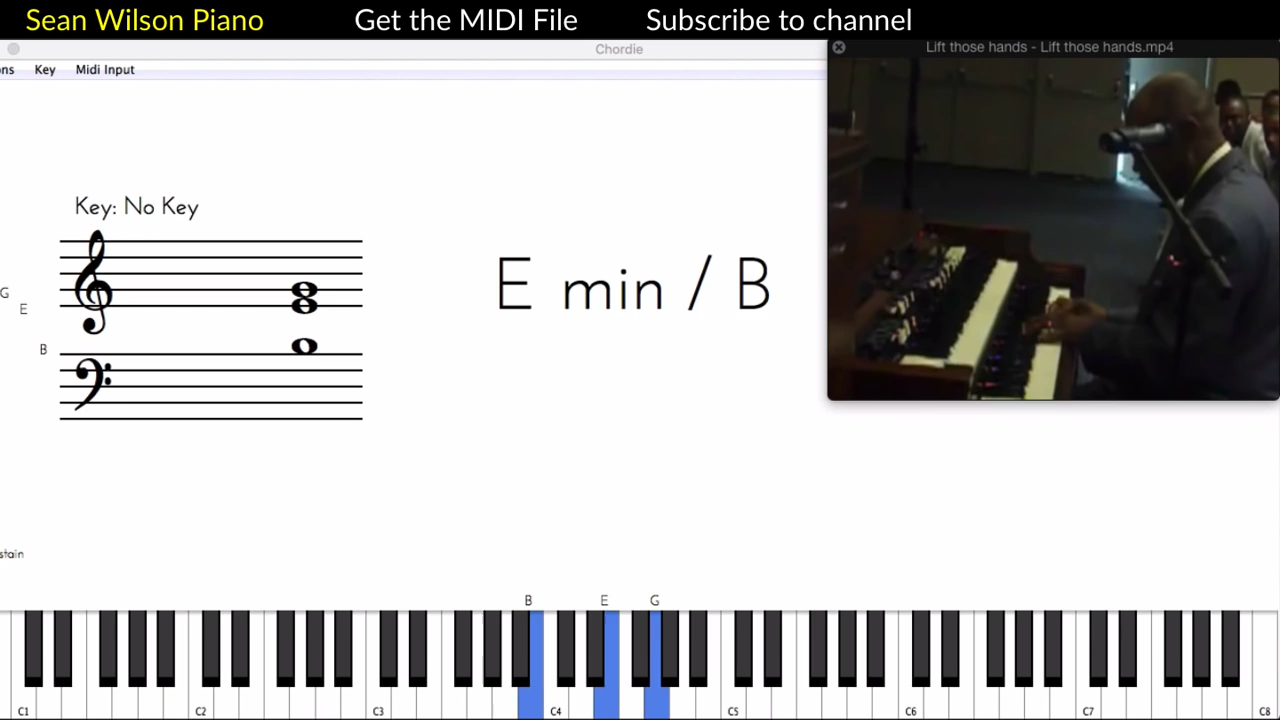 Sean Wilson Piano Get the MIDI File Subscribe to channel
Chordie
Lift those hands - Lift those hands.mp4
ns Key Midi Input
Key: No Key
E min / B
G
E
B
stain
B E G
C1 C2 C3 C4 C5 C6 C7 C8